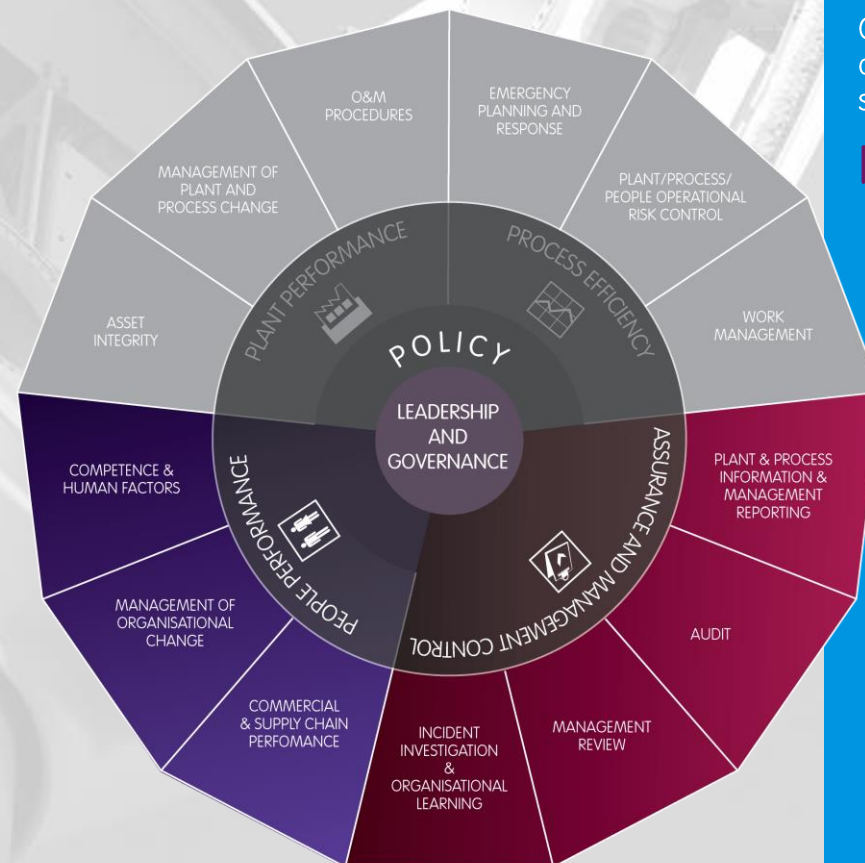 O&M
PROCEDURES
EMERGENCY
PLANNING AND
RESPONSE
MANAGEMENT OF
PLANT AND
PROCESS CHANGE
PLANT/PROCESS/
PEOPLE OPERATIONAL
RISK CONTROL
ASSET
INTEGRITY
WORK
MANAGEMENT
PLANT PERFORMANCE
PROCESS EFFICIENCY
POLICY
LEADERSHIP
AND
GOVERNANCE
PEOPLE PERFORMANCE
ASSURANCE AND MANAGEMENT CONTROL
COMPETENCE &
HUMAN FACTORS
PLANT & PROCESS
INFORMATION &
MANAGEMENT
REPORTING
MANAGEMENT OF
ORGANISATIONAL
CHANGE
AUDIT
COMMERCIAL
& SUPPLY CHAIN
PERFOMANCE
INCIDENT
INVESTIGATION
&
ORGANISATIONAL
LEARNING
MANAGEMENT
REVIEW